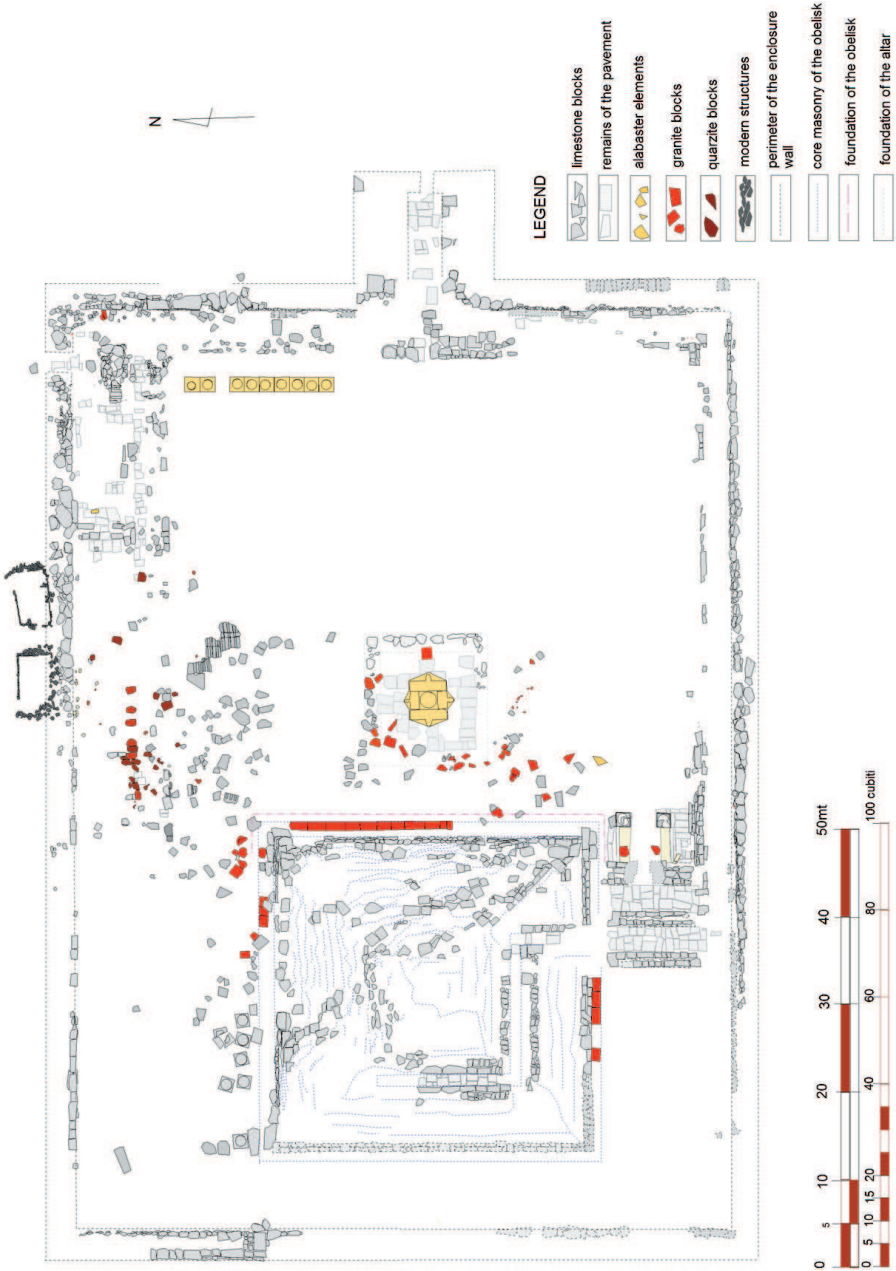 N
LEGEND
limestone blocks
remains of the pavement
alabaster elements
granite blocks
quarzite blocks
modern structures
perimeter of the enclosure
wall
core masonry of the obelisk
foundation of the obelisk
foundation of the altar
0 5 10 20 30 40 50mt
0 5 10 15 20 40 60 80 100 cubiti